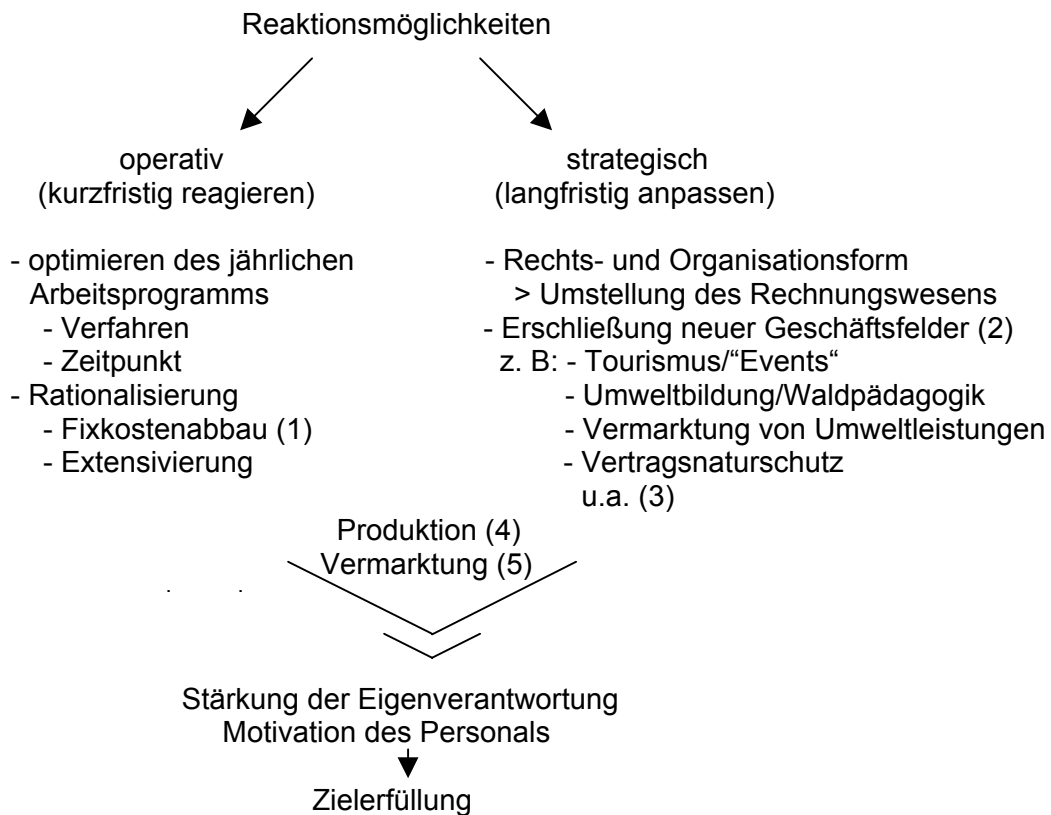 Reaktionsmöglichkeiten
operativ
(kurzfristig reagieren)
- optimieren des jährlichen
Arbeitsprogramms
- Verfahren
- Zeitpunkt
- Rationalisierung
- Fixkostenabbau (1)
- Extensivierung
strategisch
(langfristig anpassen)
- Rechts- und Organisationsform
> Umstellung des Rechnungswesens
- Erschließung neuer Geschäftsfelder (2)
z. B: - Tourismus/“Events“
- Umweltbildung/Waldpädagogik
- Vermarktung von Umweltleistungen
- Vertragsnaturschutz
u.a. (3)
Produktion (4)
Vermarktung (5)
Stärkung der Eigenverantwortung
Motivation des Personals
Zielerfüllung